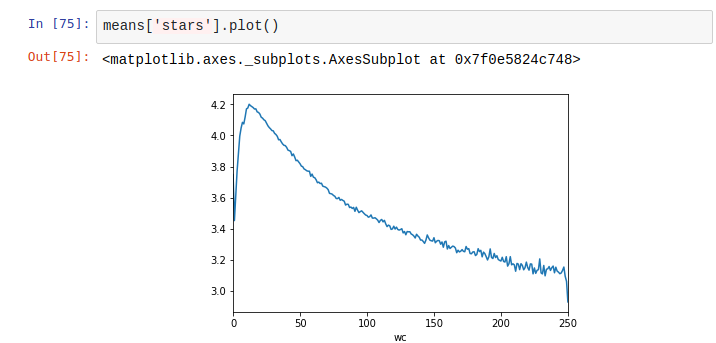 In [75]: means['stars'].plot()
Out[75]: <matplotlib.axes._subplots.AxesSubplot at 0x7f0e5824c748>
4.2
4.0
3.8
3.6
3.4
3.2
3.0
0 50 100 150 200 250
wc